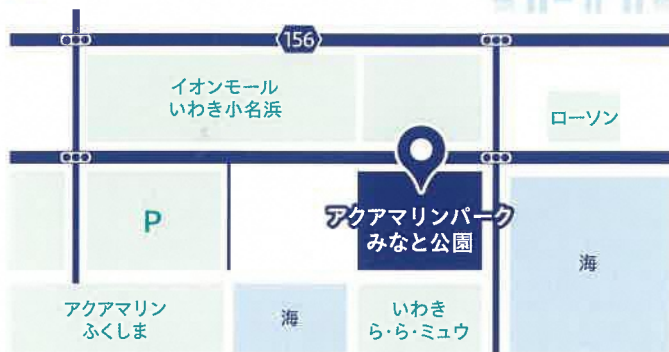 156
イオンモール
いわき小名浜
ローソン
P
アクアマリンパーク
みなと公園
海
アクアマリン
ふくしま
海
いわき
ら・ら・ミュウ